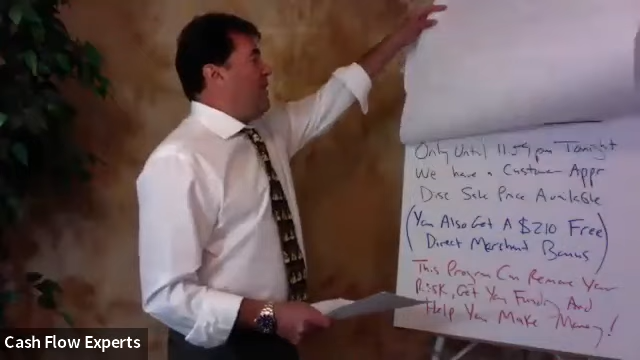 Only Until 11.59pm Tonight
We have a Customer Appr
Disc Sale Price Available
(You Also Get A $210 Free
Direct Merchant Bonus)
This Program Can Remove Your
Risk, Get You Funding And
Help You Make Money!
Cash Flow Experts